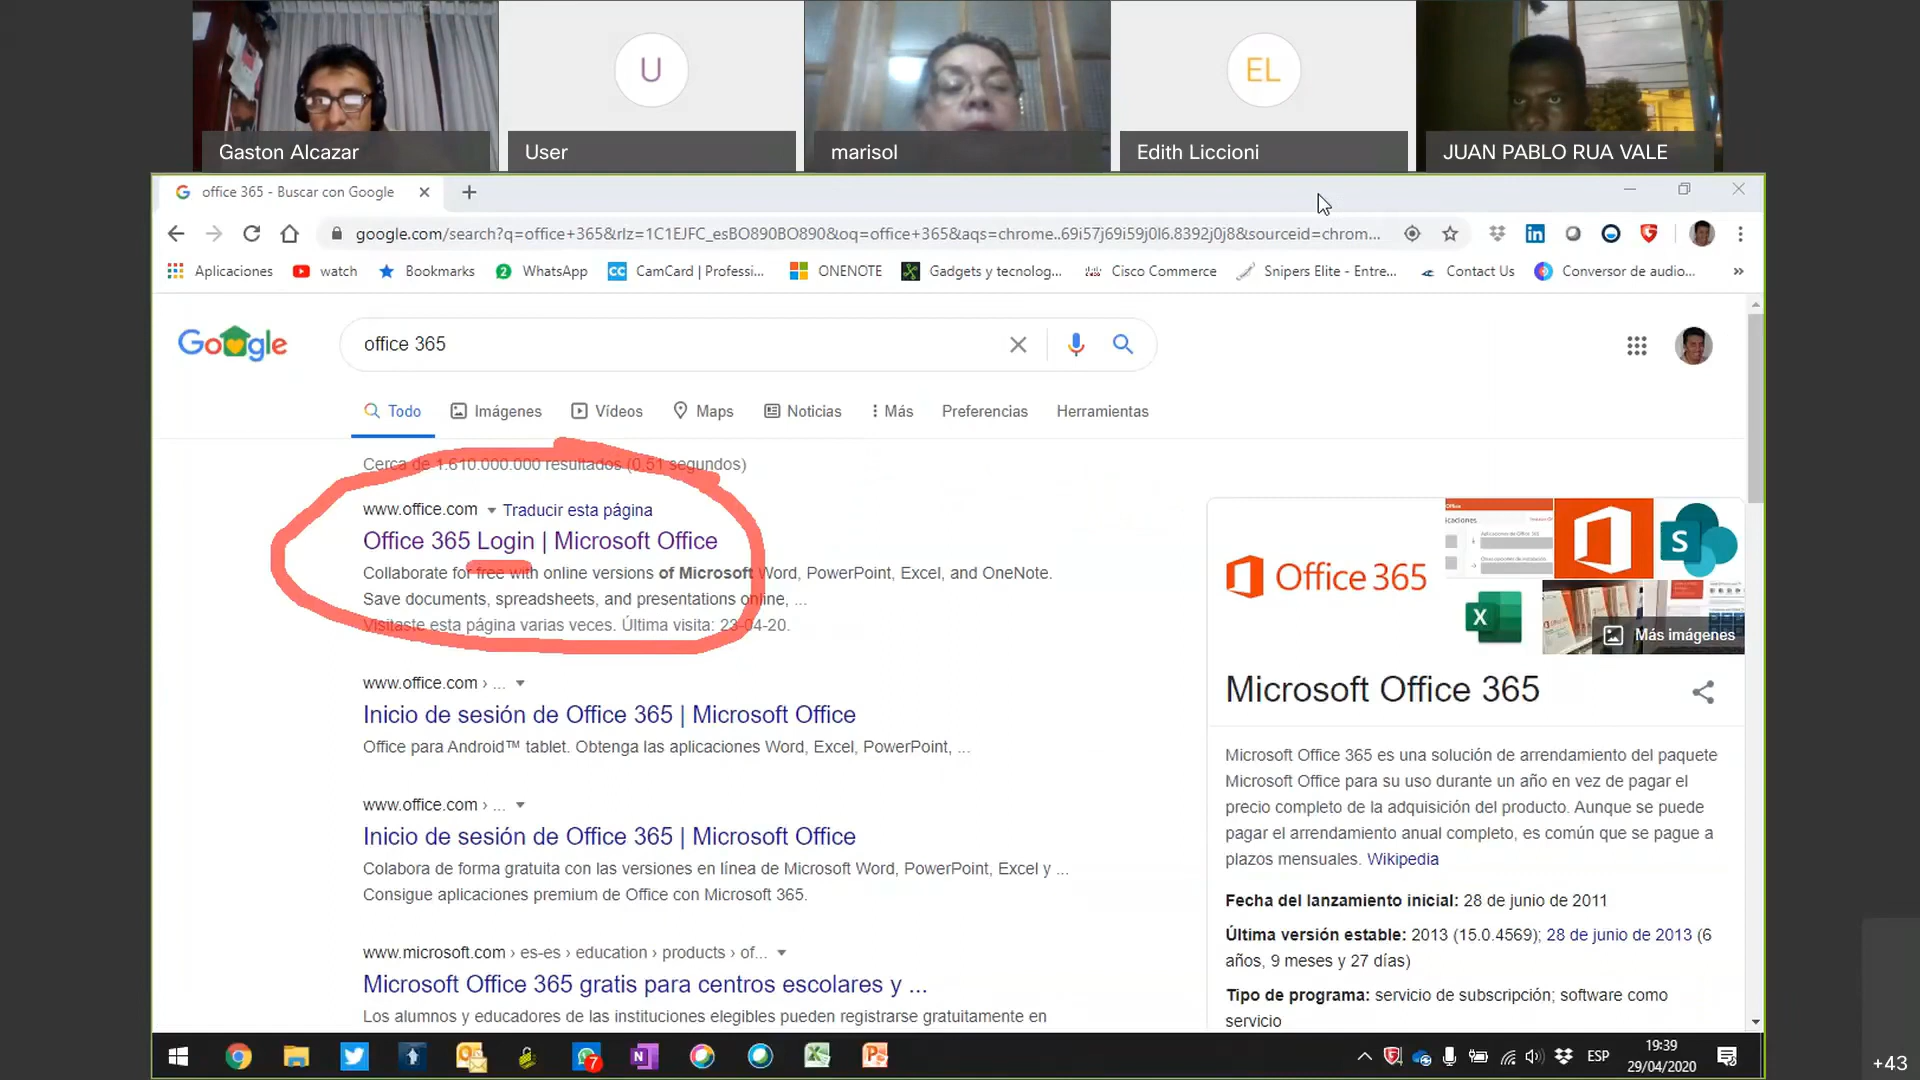 U
EL
Gaston Alcazar
User
marisol
Edith Liccioni
JUAN PABLO RUA VALE
office 365 - Buscar con Google
google.com/search?q=office+365&rlz=1C1EJFC_esBO890BO890&oq=office+365&aqs=chrome..69i57j69i59j0l6.8392j0j8&sourceid=chrom...
Aplicaciones watch Bookmarks 2 WhatsApp CC CamCard | Professi... ONENOTE Gadgets y tecnolog... Cisco Commerce Snipers Elite - Entre... Contact Us Conversor de audio... »
Google
office 365
Todo Imágenes Vídeos Maps Noticias Más Preferencias Herramientas
Cerca de 1.610.000.000 resultados (0,51 segundos)
www.office.com Traducir esta página
Office 365 Login | Microsoft Office
Collaborate for free with online versions of Microsoft Word, PowerPoint, Excel, and OneNote.
Save documents, spreadsheets, and presentations online, ...
Visitaste esta página varias veces. Última visita: 23-04-20.
www.office.com › ...
Inicio de sesión de Office 365 | Microsoft Office
Office para Android™ tablet. Obtenga las aplicaciones Word, Excel, PowerPoint, ...
www.office.com › ...
Inicio de sesión de Office 365 | Microsoft Office
Colabora de forma gratuita con las versiones en línea de Microsoft Word, PowerPoint, Excel y ...
Consigue aplicaciones premium de Office con Microsoft 365.
www.microsoft.com › es-es › education › products › of...
Microsoft Office 365 gratis para centros escolares y ...
Los alumnos y educadores de las instituciones elegibles pueden registrarse gratuitamente en
Office 365
S
X
Más imágenes
Microsoft Office 365
Microsoft Office 365 es una solución de arrendamiento del paquete
Microsoft Office para su uso durante un año en vez de pagar el
precio completo de la adquisición del producto. Aunque se puede
pagar el arrendamiento anual completo, es común que se pague a
plazos mensuales. Wikipedia
Fecha del lanzamiento inicial: 28 de junio de 2011
Última versión estable: 2013 (15.0.4569); 28 de junio de 2013 (6
años, 9 meses y 27 días)
Tipo de programa: servicio de subscripción; software como
servicio
7
ESP
19:39
29/04/2020
+43